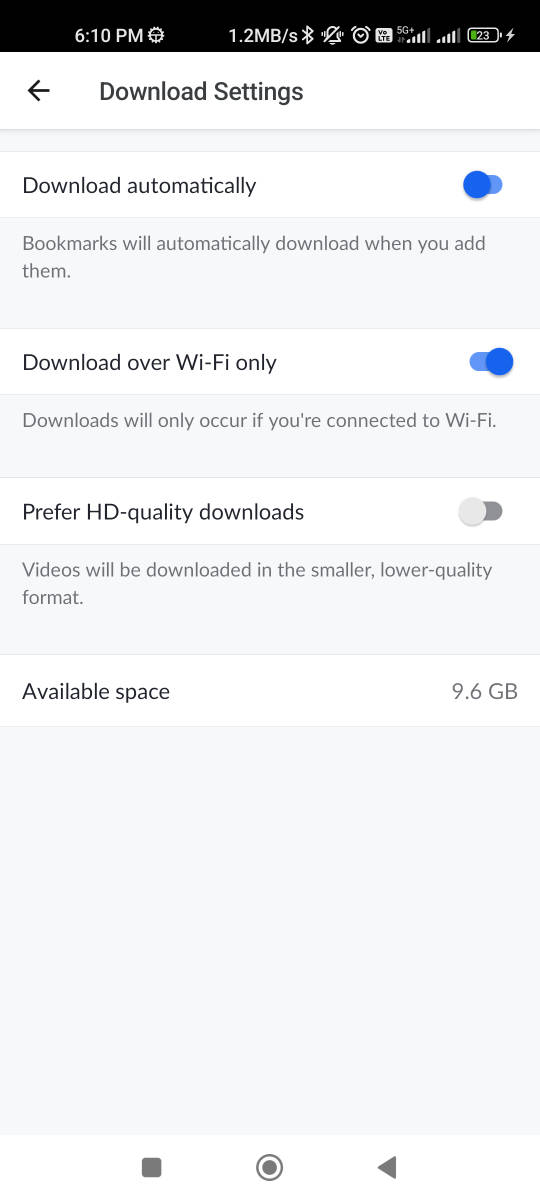 6:10 PM 1.2MB/s Vo LTE 5G+ 23
Download Settings
Download automatically
Bookmarks will automatically download when you add
them.
Download over Wi-Fi only
Downloads will only occur if you're connected to Wi-Fi.
Prefer HD-quality downloads
Videos will be downloaded in the smaller, lower-quality
format.
Available space 9.6 GB